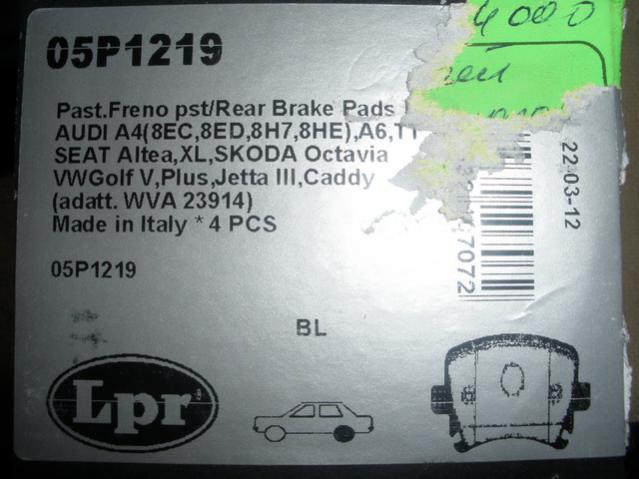 05P1219
4000
Past.Freno pst/Rear Brake Pads
AUDI A4(8EC,8ED,8H7,8HE),A6,TT
SEAT Altea,XL,SKODA Octavia
VWGolf V,Plus,Jetta III,Caddy
(adatt. WVA 23914)
Made in Italy * 4 PCS
05P1219
7072
22-03-12
BL
Lpr